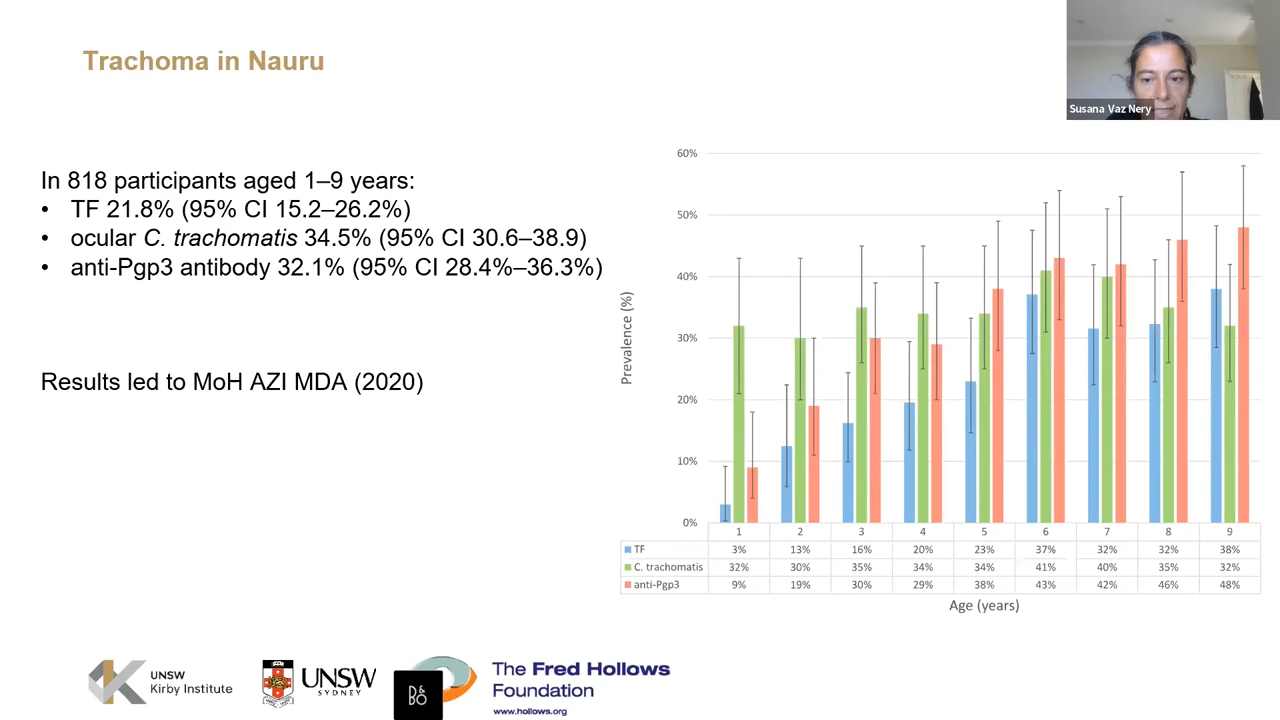 Trachoma in Nauru
Susana Vaz Nery
In 818 participants aged 1–9 years:
• TF 21.8% (95% CI 15.2–26.2%)
• ocular C. trachomatis 34.5% (95% CI 30.6–38.9)
• anti-Pgp3 antibody 32.1% (95% CI 28.4%–36.3%)
Results led to MoH AZI MDA (2020)
60%
50%
40%
30%
20%
10%
0%
Prevalence (%)
1 2 3 4 5 6 7 8 9
TF 3% 13% 16% 20% 23% 37% 32% 32% 38%
C. trachomatis 32% 30% 35% 34% 34% 41% 40% 35% 32%
anti-Pgp3 9% 19% 30% 29% 38% 43% 42% 46% 48%
Age (years)
UNSW
Kirby Institute
UNSW
SYDNEY
B&
BO
The Fred Hollows
Foundation
www.hollows.org